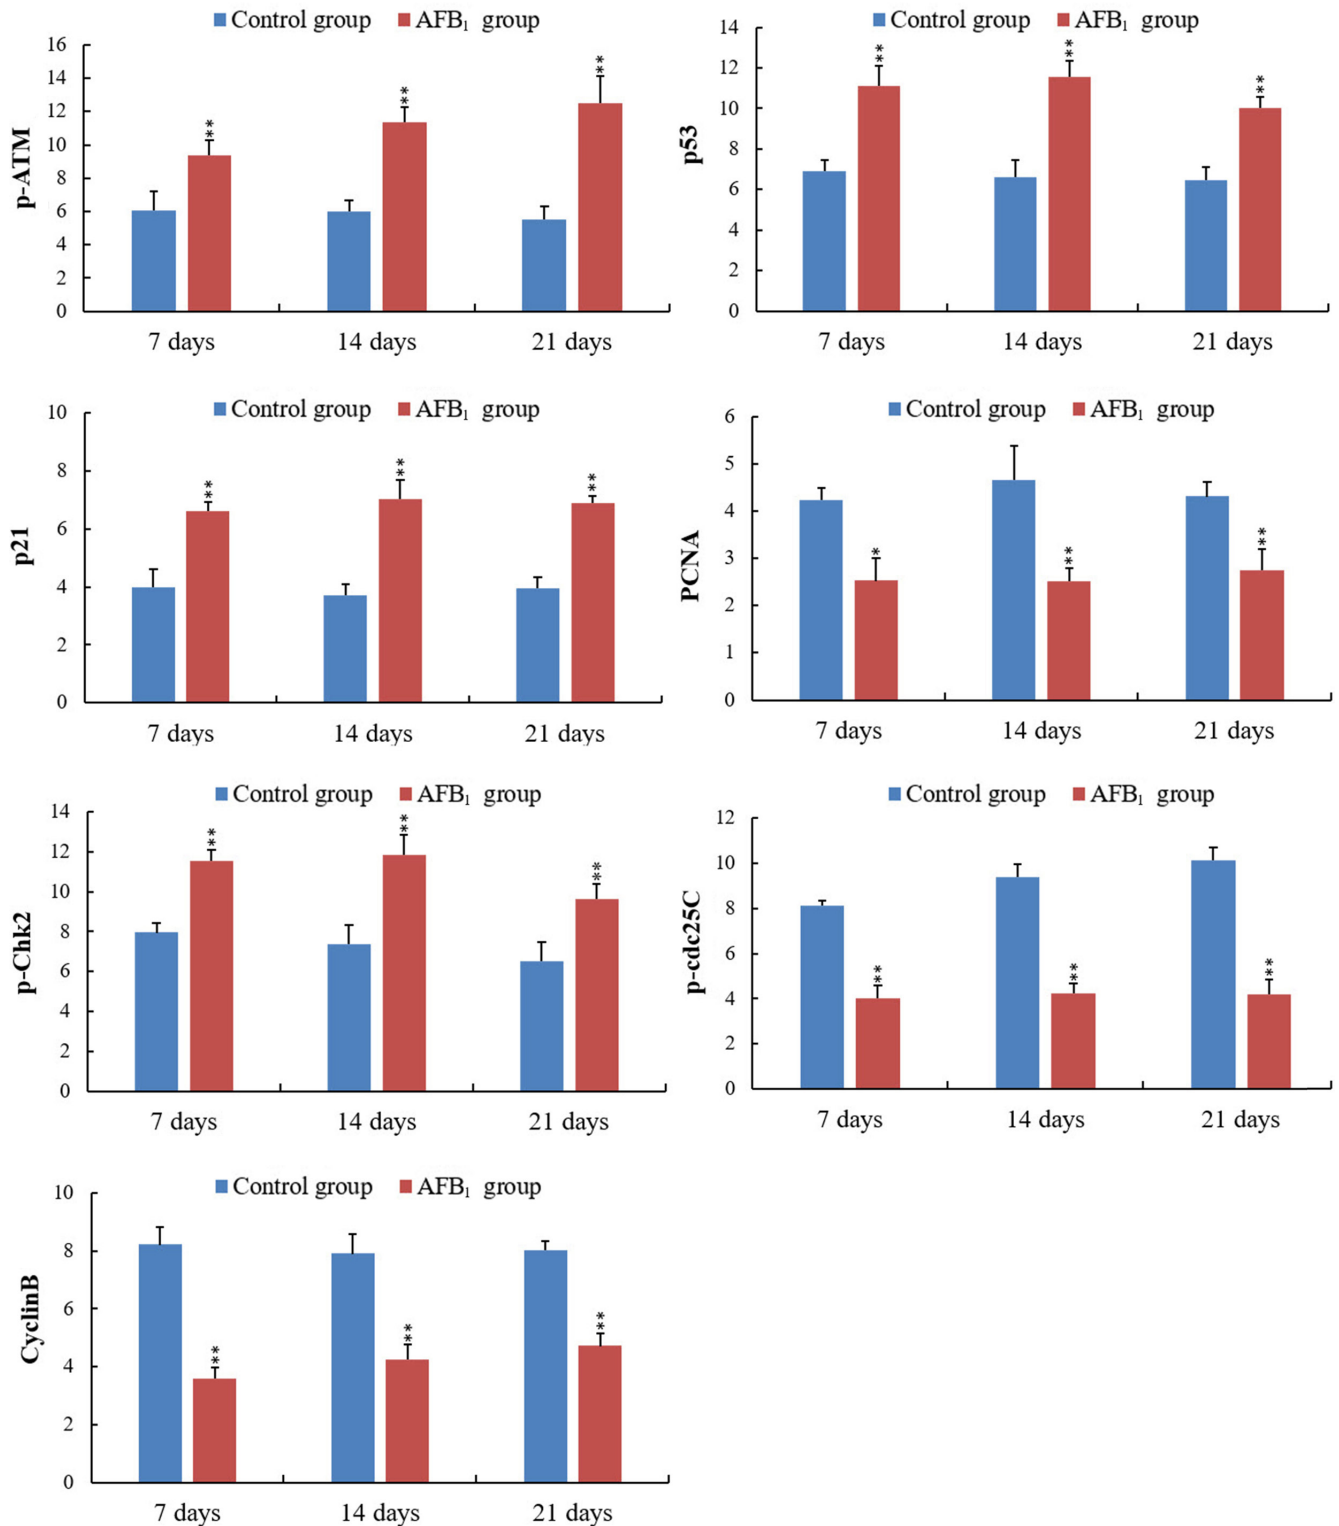 Control group AFB₁ group
p-ATM
16
14
12
10
8
6
4
2
0
** ** **
7 days 14 days 21 days
Control group AFB₁ group
p53
14
12
10
8
6
4
2
0
** ** **
7 days 14 days 21 days
Control group AFB₁ group
p21
10
8
6
4
2
0
** ** **
7 days 14 days 21 days
Control group AFB₁ group
PCNA
6
5
4
3
2
1
0
* ** **
7 days 14 days 21 days
Control group AFB₁ group
p-Chk2
14
12
10
8
6
4
2
0
** ** **
7 days 14 days 21 days
Control group AFB₁ group
p-cdc25C
12
10
8
6
4
2
0
** ** **
7 days 14 days 21 days
Control group AFB₁ group
CyclinB
10
8
6
4
2
0
** ** **
7 days 14 days 21 days